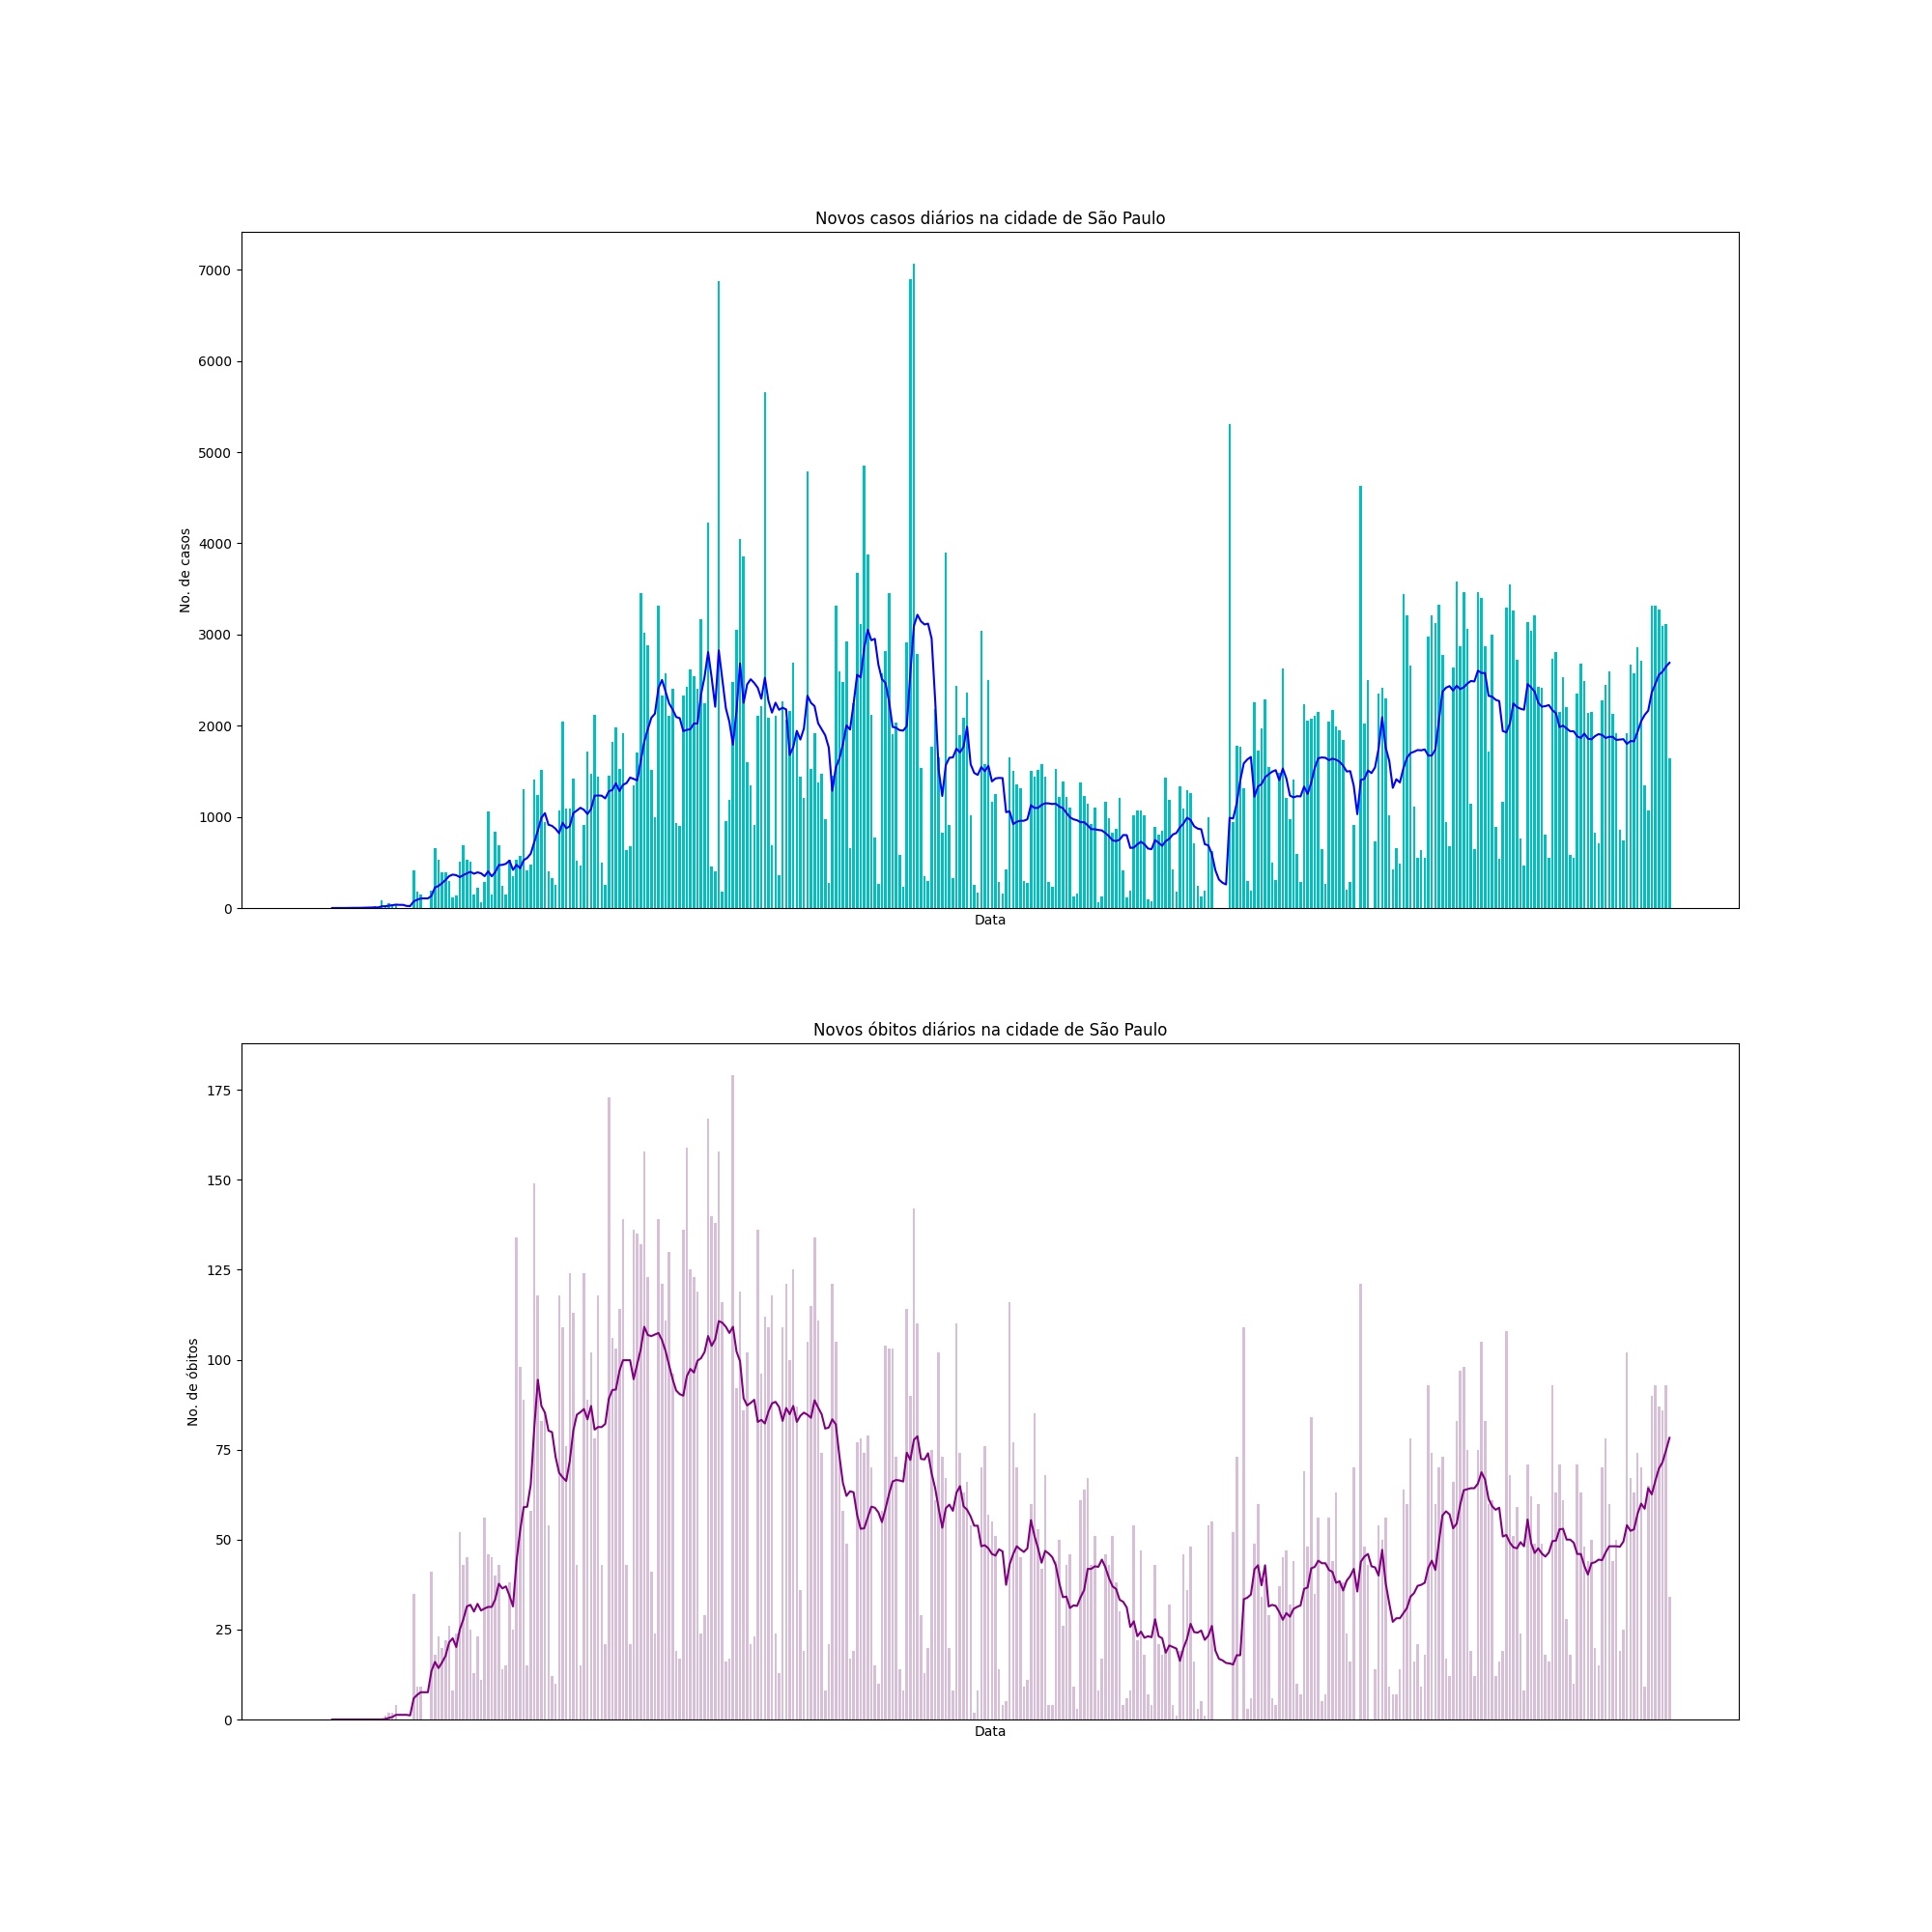 Novos casos diários na cidade de São Paulo
7000
6000
5000
4000
3000
2000
1000
0
No. de casos
Data
Novos óbitos diários na cidade de São Paulo
175
150
125
100
75
50
25
0
No. de óbitos
Data